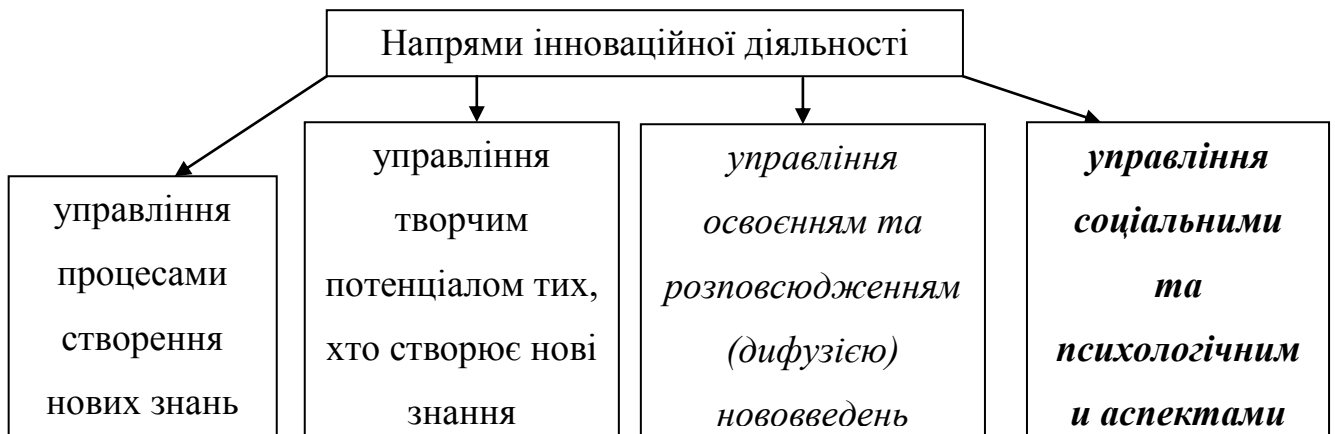 Напрями інноваційної діяльності
управління
процесами
створення
нових знань
управління
творчим
потенціалом тих,
хто створює нові
знання
управління
освоєнням та
розповсюдженням
(дифузією)
нововведень
управління
соціальними
та
психологічним
и аспектами